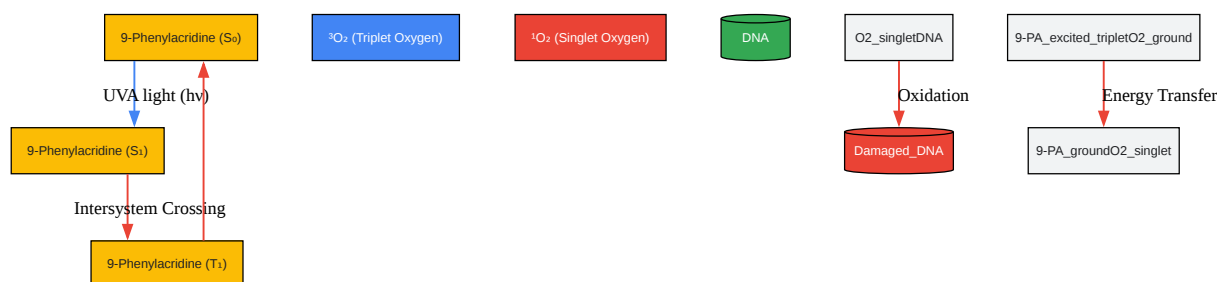 9-Phenylacridine (S₀)
³O₂ (Triplet Oxygen)
¹O₂ (Singlet Oxygen)
DNA
O2_singletDNA
9-PA_excited_tripletO2_ground
UVA light (hν)
Oxidation
Energy Transfer
9-Phenylacridine (S₁)
Damaged_DNA
9-PA_groundO2_singlet
Intersystem Crossing
9-Phenylacridine (T₁)